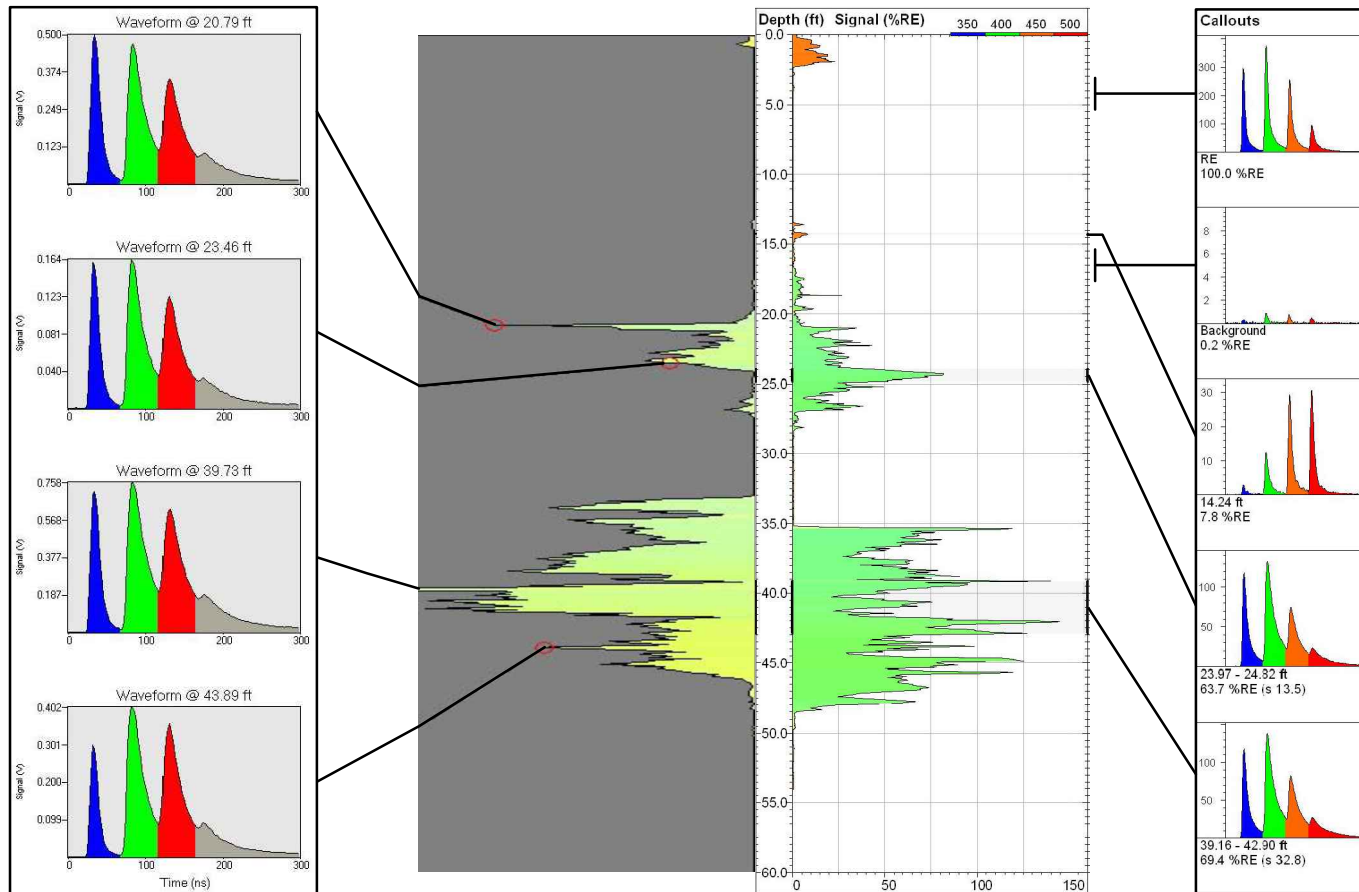 Waveform @ 20.79 ft
0.500
0.374
0.249
0.123
Signal (V)
0 100 200 300
Waveform @ 23.46 ft
0.164
0.123
0.081
0.040
Signal (V)
0 100 200 300
Waveform @ 39.73 ft
0.758
0.568
0.377
0.187
Signal (V)
0 100 200 300
Waveform @ 43.89 ft
0.402
0.301
0.200
0.099
Signal (V)
0 100 200 300
Time (ns)
Depth (ft) Signal (%RE) 350 400 450 500
0.0
5.0
10.0
15.0
20.0
25.0
30.0
35.0
40.0
45.0
50.0
55.0
60.0
0 50 100 150
Callouts
300
200
100
RE
100.0 %RE
8
6
4
2
Background
0.2 %RE
30
20
10
14.24 ft
7.8 %RE
100
50
23.97 - 24.82 ft
63.7 %RE (s 13.5)
100
50
39.16 - 42.90 ft
69.4 %RE (s 32.8)